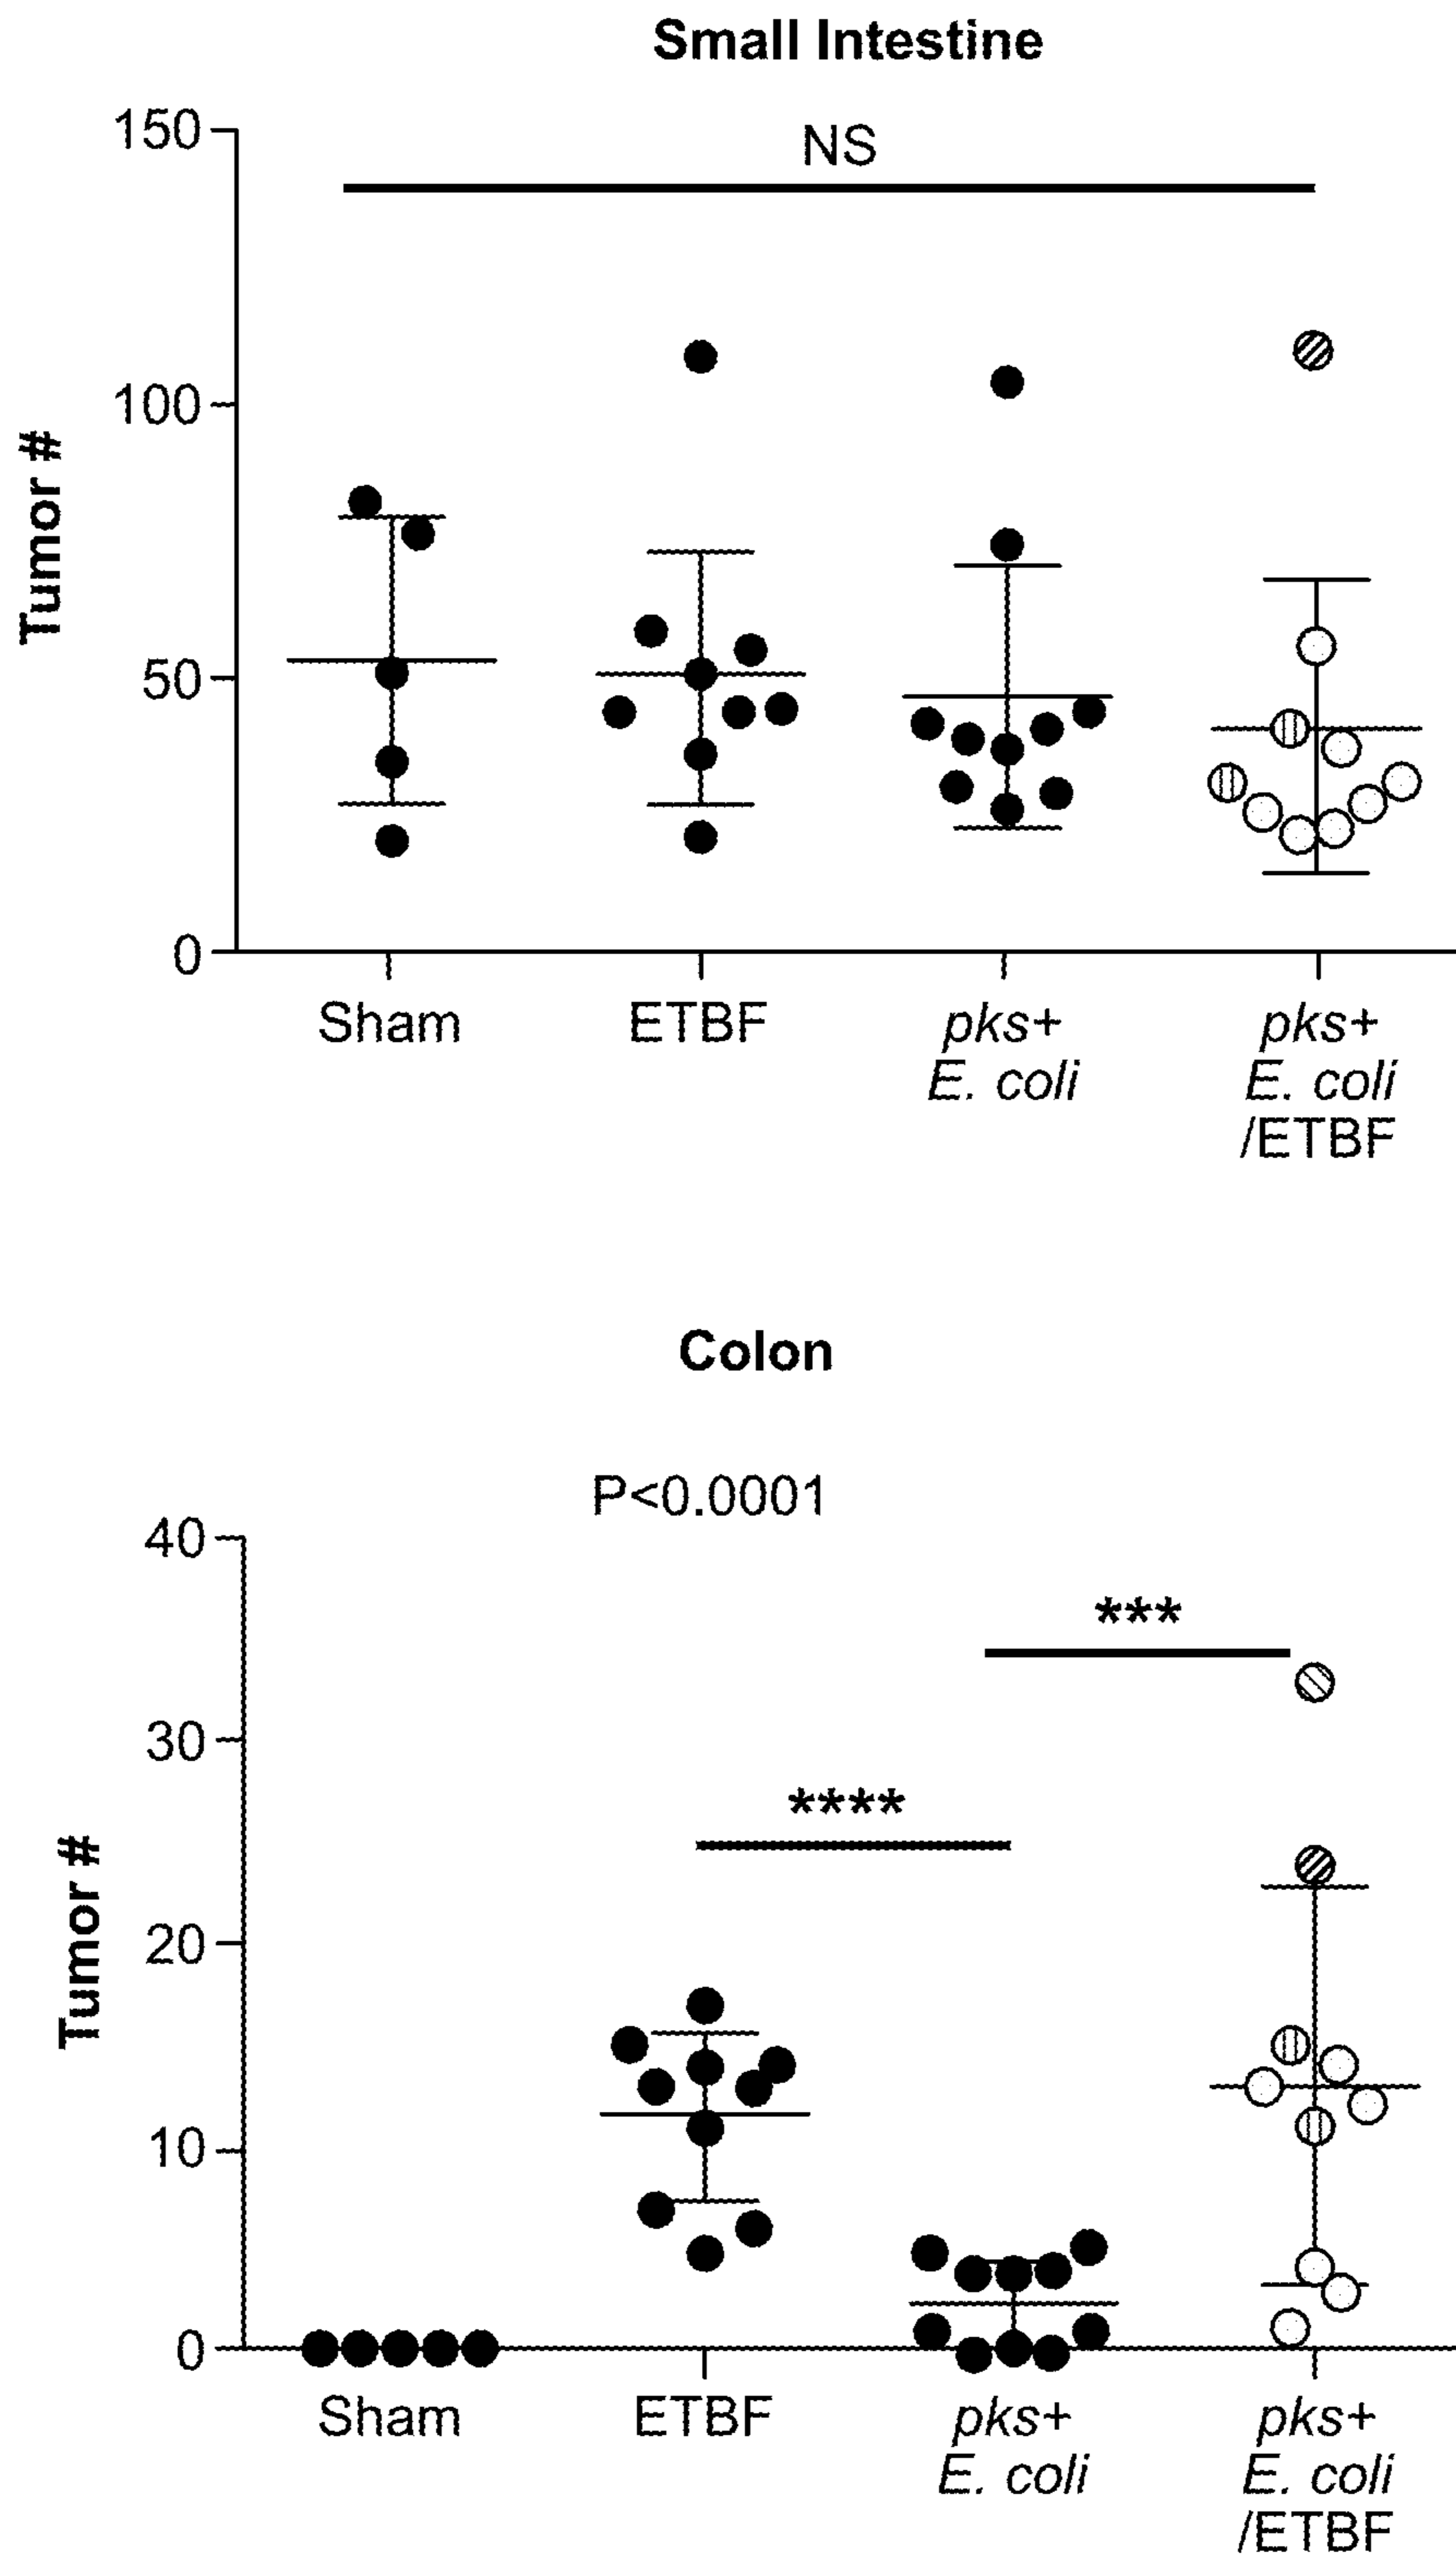 Small Intestine
150
NS
100
Tumor #
50
0
Sham
ETBF
pks+
E. coli
pks+
E. coli
/ETBF
Colon
P<0.0001
40
***
30
****
Tumor #
20
10
0
Sham
ETBF
pks+
E. coli
pks+
E. coli
/ETBF